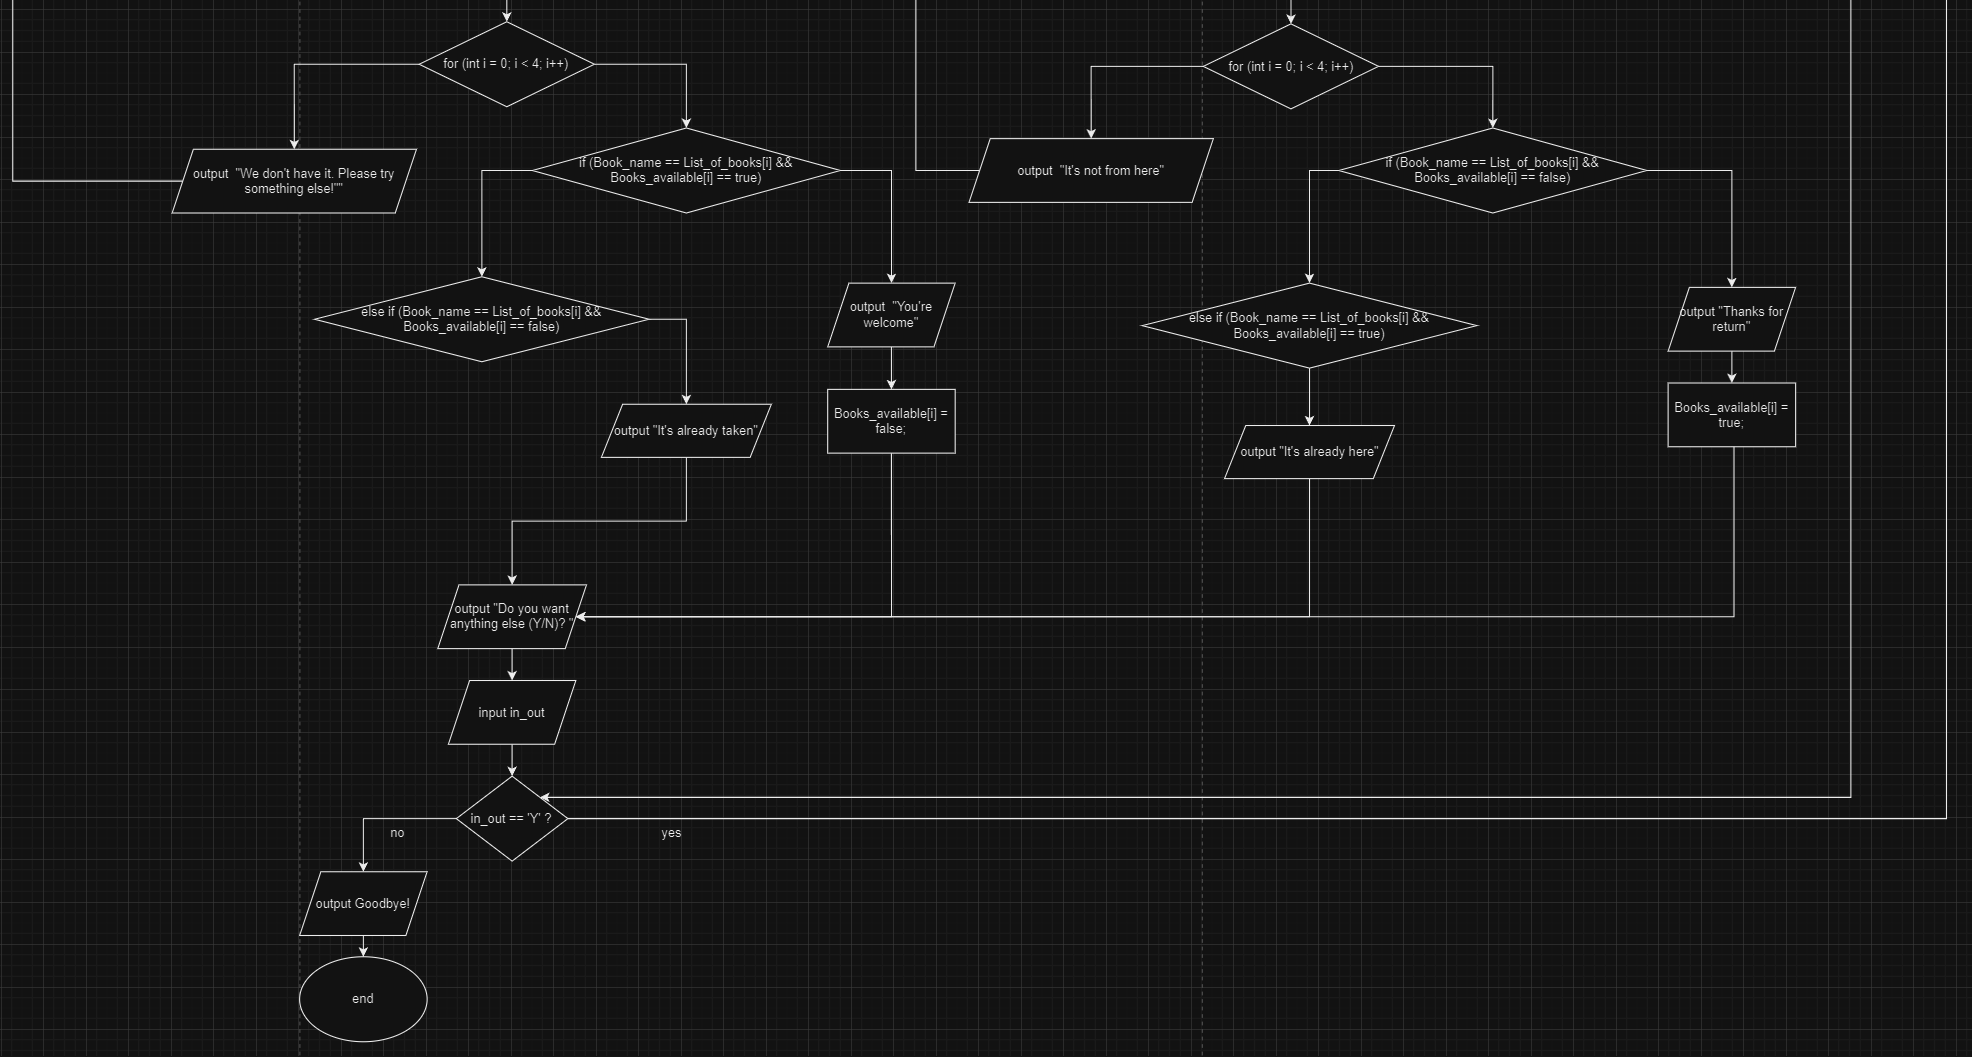 for (int i = 0; i < 4; i++)
for (int i = 0; i < 4; i++)
output  "We don't have it. Please try
something else!""
if (Book_name == List_of_books[i] &&
Books_available[i] == true)
output  "It's not from here"
if (Book_name == List_of_books[i] &&
Books_available[i] == false)
else if (Book_name == List_of_books[i] &&
Books_available[i] == false)
output  "You're
welcome"
else if (Book_name == List_of_books[i] &&
Books_available[i] == true)
output "Thanks for
return"
output "It's already taken"
Books_available[i] =
false;
output "It's already here"
Books_available[i] =
true;
output "Do you want
anything else (Y/N)? "
input in_out
in_out == 'Y' ?
no
yes
output Goodbye!
end